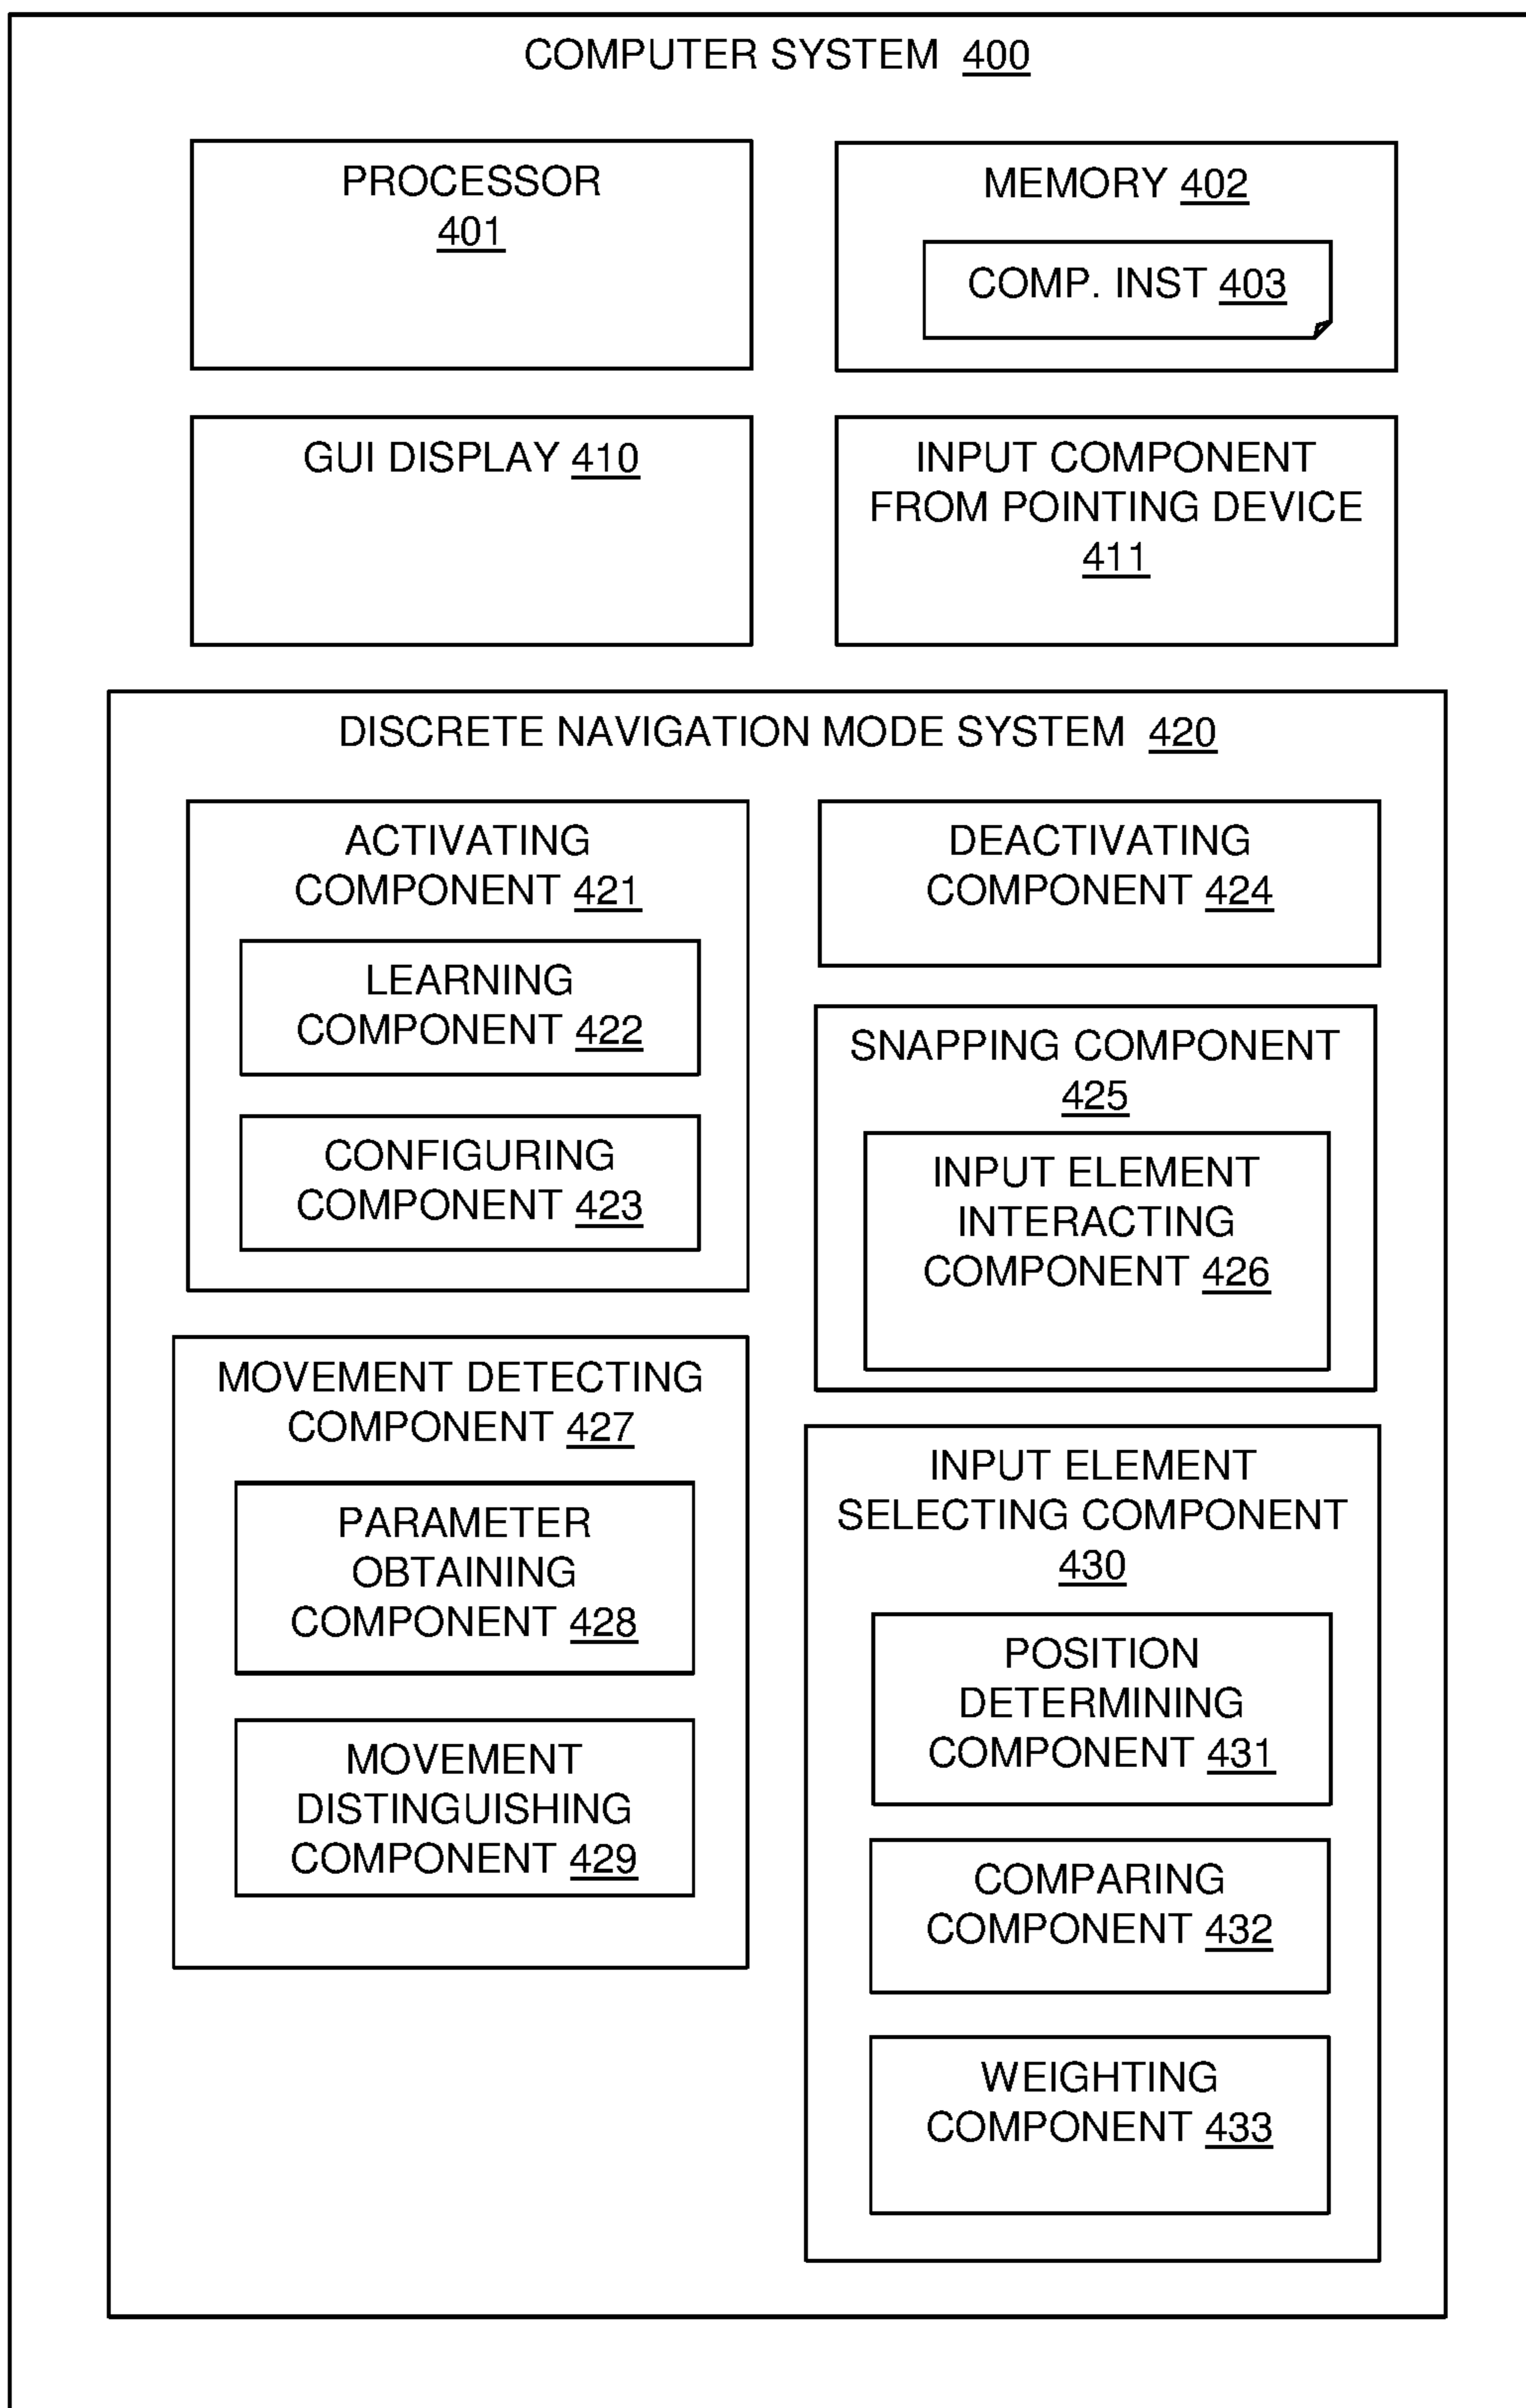 COMPUTER SYSTEM 400
PROCESSOR
401
MEMORY 402
COMP. INST 403
GUI DISPLAY 410
INPUT COMPONENT
FROM POINTING DEVICE
411
DISCRETE NAVIGATION MODE SYSTEM 420
ACTIVATING
COMPONENT 421
LEARNING
COMPONENT 422
CONFIGURING
COMPONENT 423
DEACTIVATING
COMPONENT 424
SNAPPING COMPONENT
425
INPUT ELEMENT
INTERACTING
COMPONENT 426
MOVEMENT DETECTING
COMPONENT 427
PARAMETER
OBTAINING
COMPONENT 428
MOVEMENT
DISTINGUISHING
COMPONENT 429
INPUT ELEMENT
SELECTING COMPONENT
430
POSITION
DETERMINING
COMPONENT 431
COMPARING
COMPONENT 432
WEIGHTING
COMPONENT 433